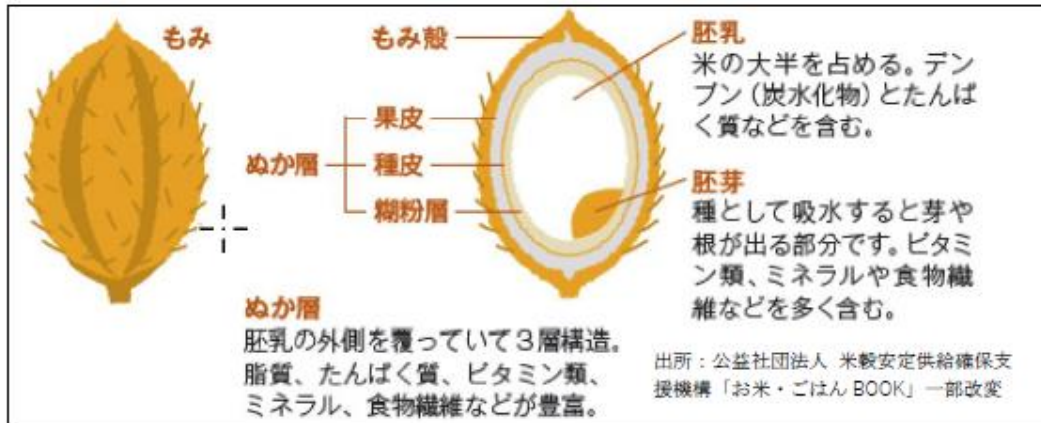 もみ
もみ殻
果皮
ぬか層
種皮
糊粉層
胚乳
米の大半を占める。デン
プン（炭水化物）とたんぱ
く質などを含む。
胚芽
種として吸水すると芽や
根が出る部分です。ビタミ
ン類、ミネラルや食物繊
維などを多く含む。
ぬか層
胚乳の外側を覆っていて３層構造。
脂質、たんぱく質、ビタミン類、
ミネラル、食物繊維などが豊富。
出所：公益社団法人 米穀安定供給確保支
援機構「お米・ごはん BOOK」一部改変